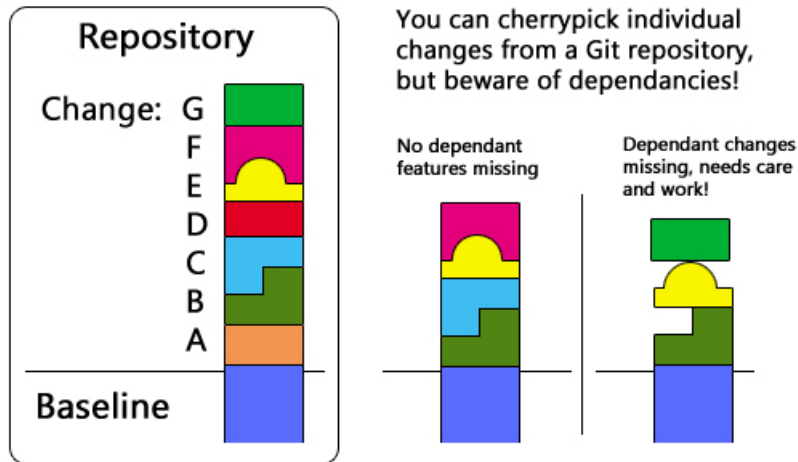 Repository
Change: G
F
E
D
C
B
A
Baseline
You can cherrypick individual
changes from a Git repository,
but beware of dependancies!
No dependant
features missing
Dependant changes
missing, needs care
and work!